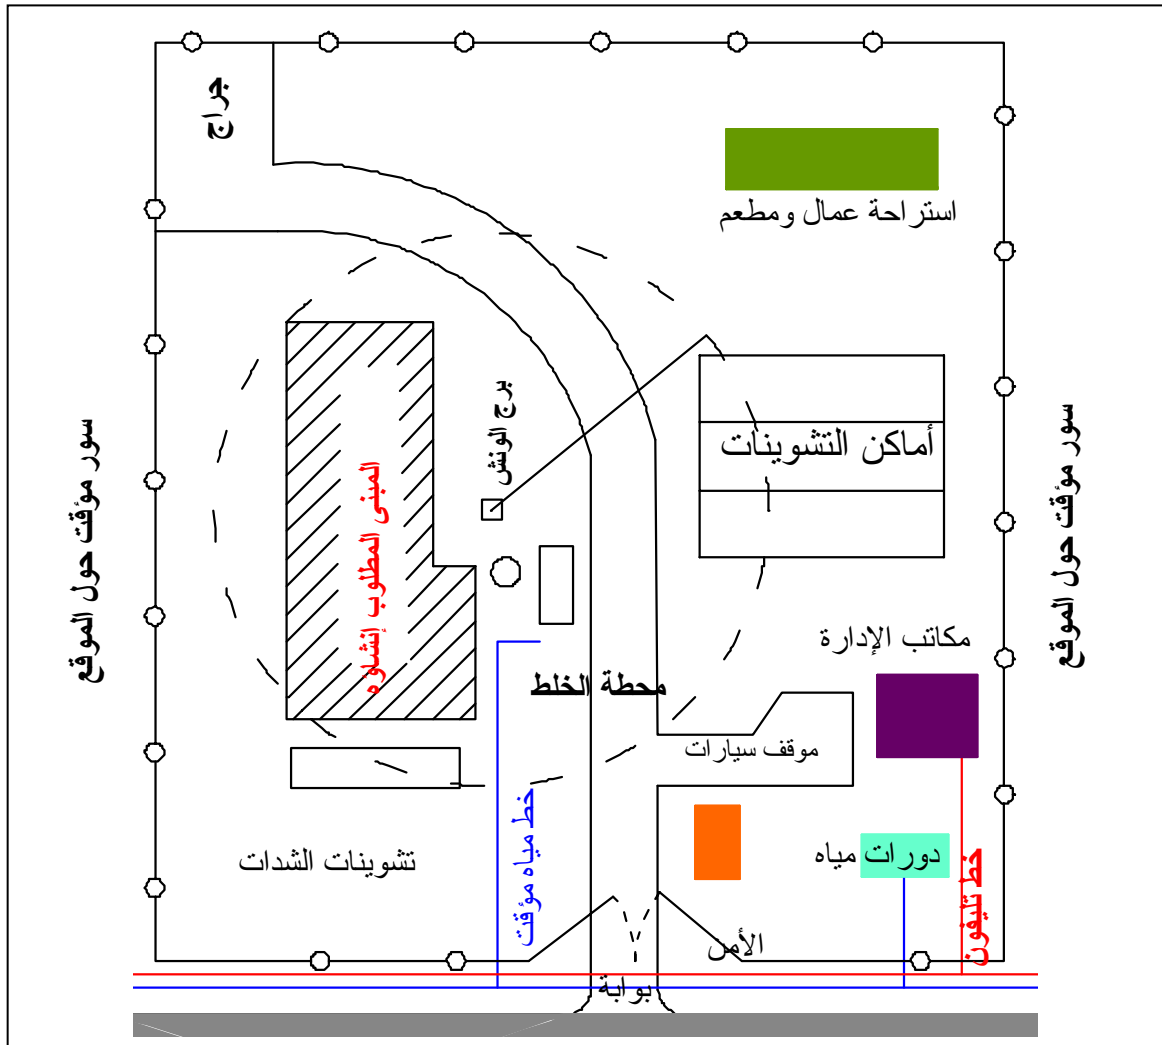 جراج
استراحة عمال ومطعم
برج الونش
أماكن التشوينات
سور مؤقت حول الموقع
سور مؤقت حول الموقع
المبنى المطلوب إنشاؤه
مكاتب الإدارة
محطة الخلط
موقف سيارات
خط مياه مؤقت
تشوينات الشدات
دورات مياه
خط تليفون
الأمن
بوابة